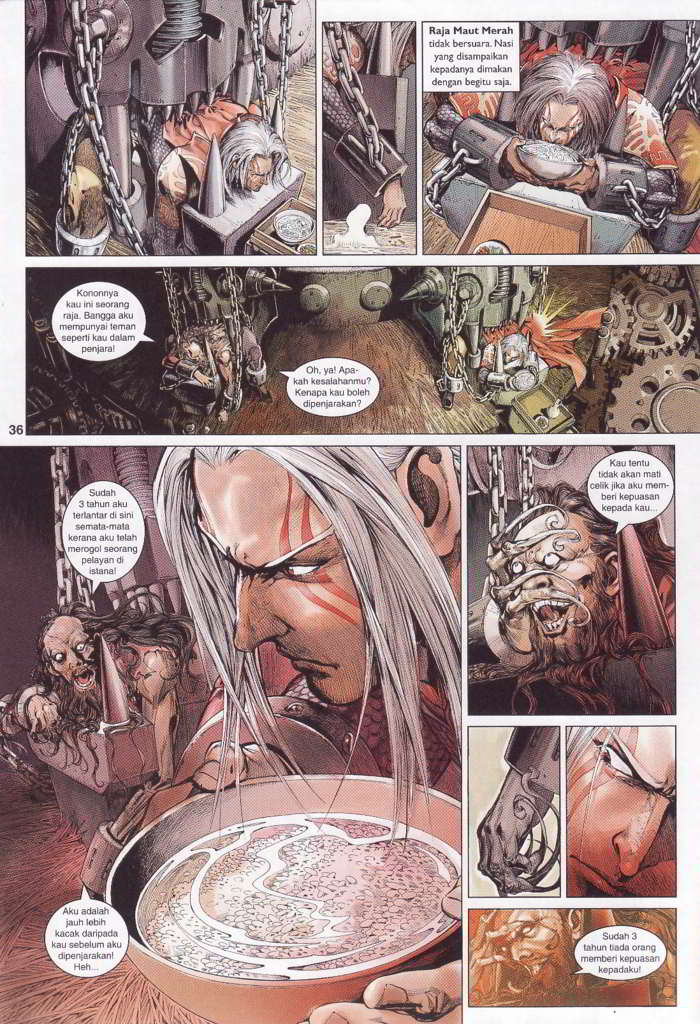 Raja Maut Merah
tidak bersuara. Nasi
yang disampaikan
kepadanya dimakan
dengan begitu saja.
Kononnya
kau ini seorang
raja. Bangga aku
mempunyai teman
seperti kau dalam
penjara!
Oh, ya! Apa-
kah kesalahanmu?
Kenapa kau boleh
dipenjarakan?
36
Sudah
3 tahun aku
terlantar di sini
semata-mata
kerana aku telah
merogol seorang
pelayan di
istana!
Aku adalah
jauh lebih
kacak daripada
kau sebelum aku
dipenjarakan!
Heh...
Kau tentu
tidak akan mati
celik jika aku mem-
beri kepuasan
kepada kau...
Sudah 3
tahun tiada orang
memberi kepuasan
kepadaku!